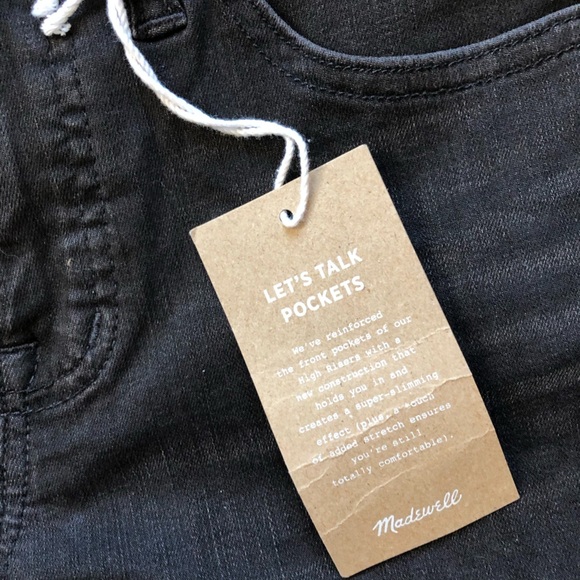 LET'S TALK
POCKETS
We've reinforced
the front pockets of our
High Risers with a
new construction that
holds you in and
creates a super-slimming
effect (plus, a touch
of added stretch ensures
you're still
totally comfortable).
Madewell